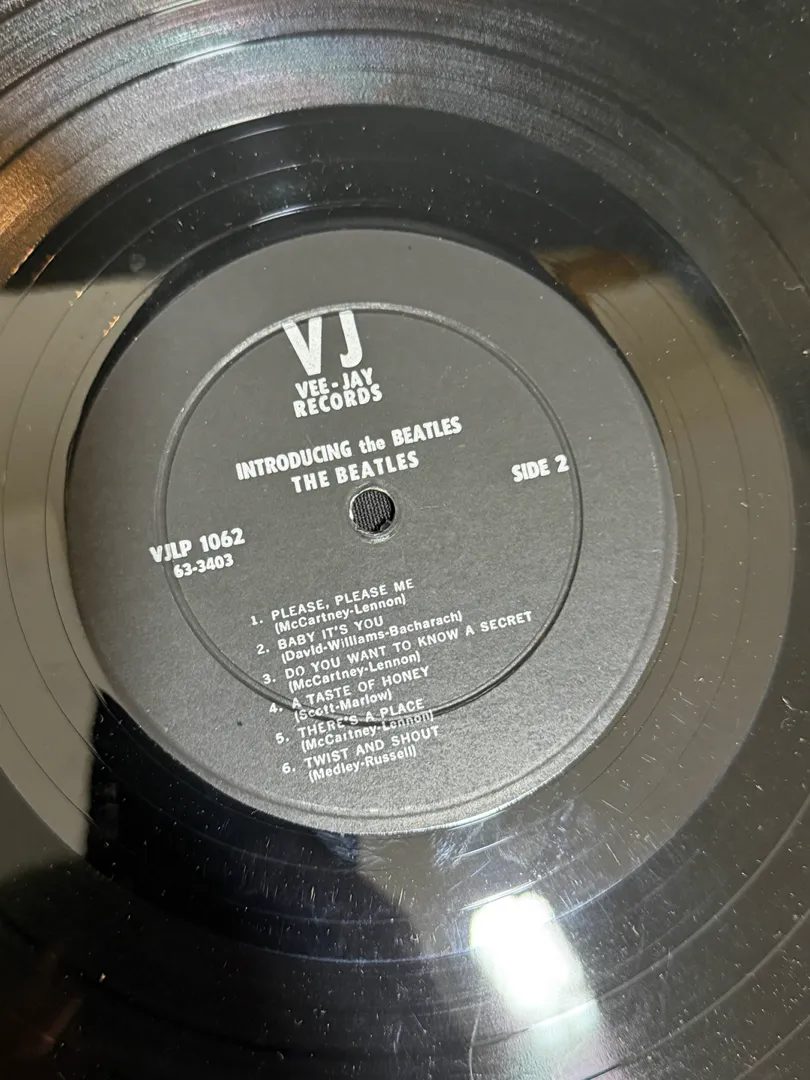 VJ
VEE-JAY
RECORDS
INTRODUCING the BEATLES
THE BEATLES
SIDE 2
VJLP 1062
63-3403
1. PLEASE, PLEASE ME
(McCartney-Lennon)
2. BABY IT'S YOU
(David-Williams-Bacharach)
3. DO YOU WANT TO KNOW A SECRET
(McCartney-Lennon)
4. A TASTE OF HONEY
(Scott-Marlow)
5. THERE'S A PLACE
(McCartney-Lennon)
6. TWIST AND SHOUT
(Medley-Russell)